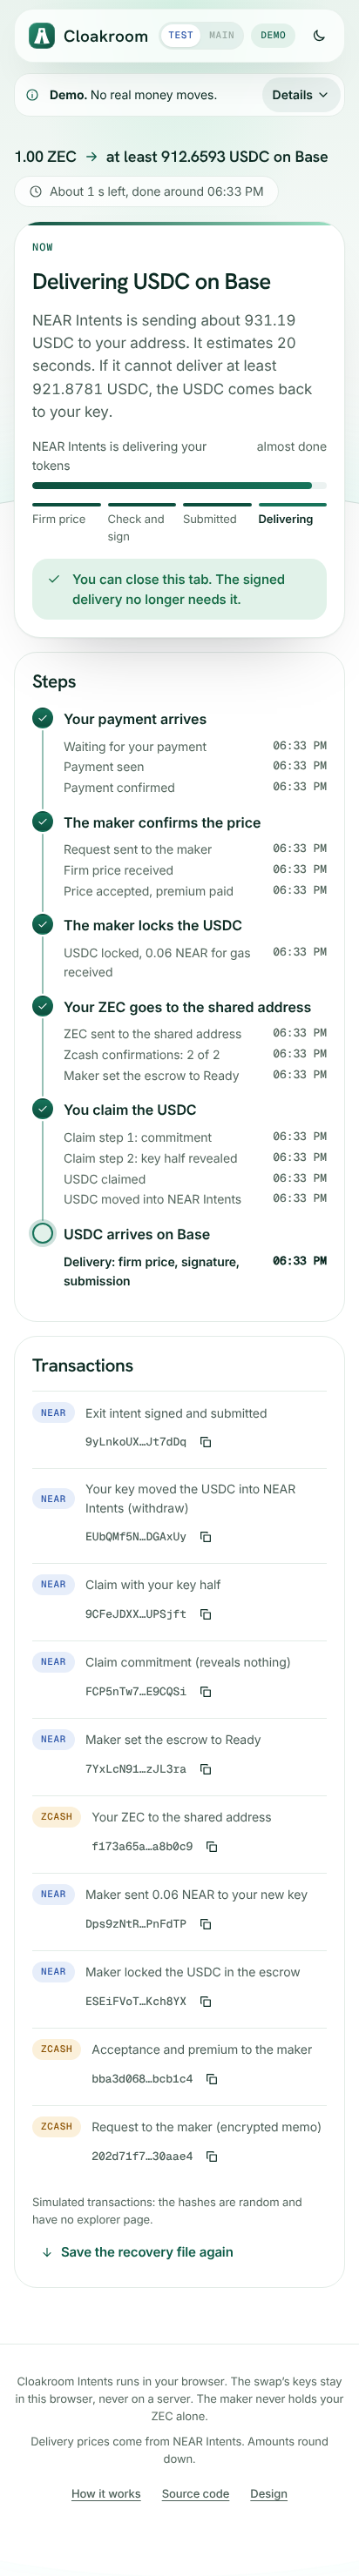 Cloakroom TEST MAIN DEMO
Demo. No real money moves. Details
1.00 ZEC → at least 912.6593 USDC on Base
About 1 s left, done around 06:33 PM
NOW
Delivering USDC on Base
NEAR Intents is sending about 931.19
USDC to your address. It estimates 20
seconds. If it cannot deliver at least
921.8781 USDC, the USDC comes back
to your key.
NEAR Intents is delivering your almost done
tokens
Firm price Check and Submitted Delivering
sign
You can close this tab. The signed
delivery no longer needs it.
Steps
Your payment arrives
Waiting for your payment 06:33 PM
Payment seen 06:33 PM
Payment confirmed 06:33 PM
The maker confirms the price
Request sent to the maker 06:33 PM
Firm price received 06:33 PM
Price accepted, premium paid 06:33 PM
The maker locks the USDC
USDC locked, 0.06 NEAR for gas 06:33 PM
received
Your ZEC goes to the shared address
ZEC sent to the shared address 06:33 PM
Zcash confirmations: 2 of 2 06:33 PM
Maker set the escrow to Ready 06:33 PM
You claim the USDC
Claim step 1: commitment 06:33 PM
Claim step 2: key half revealed 06:33 PM
USDC claimed 06:33 PM
USDC moved into NEAR Intents 06:33 PM
USDC arrives on Base
Delivery: firm price, signature, 06:33 PM
submission
Transactions
NEAR Exit intent signed and submitted
9yLnkoUX…Jt7dDq
NEAR Your key moved the USDC into NEAR
Intents (withdraw)
EUbQMf5N…DGAxUy
NEAR Claim with your key half
9CFeJDXX…UPSjft
NEAR Claim commitment (reveals nothing)
FCP5nTw7…E9CQSi
NEAR Maker set the escrow to Ready
7YxLcN91…zJL3ra
ZCASH Your ZEC to the shared address
f173a65a…a8b0c9
NEAR Maker sent 0.06 NEAR to your new key
Dps9zNtR…PnFdTP
NEAR Maker locked the USDC in the escrow
ESEiFVoT…Kch8YX
ZCASH Acceptance and premium to the maker
bba3d068…bcb1c4
ZCASH Request to the maker (encrypted memo)
202d71f7…30aae4
Simulated transactions: the hashes are random and
have no explorer page.
↓ Save the recovery file again
Cloakroom Intents runs in your browser. The swap's keys stay
in this browser, never on a server. The maker never holds your
ZEC alone.
Delivery prices come from NEAR Intents. Amounts round
down.
How it works Source code Design